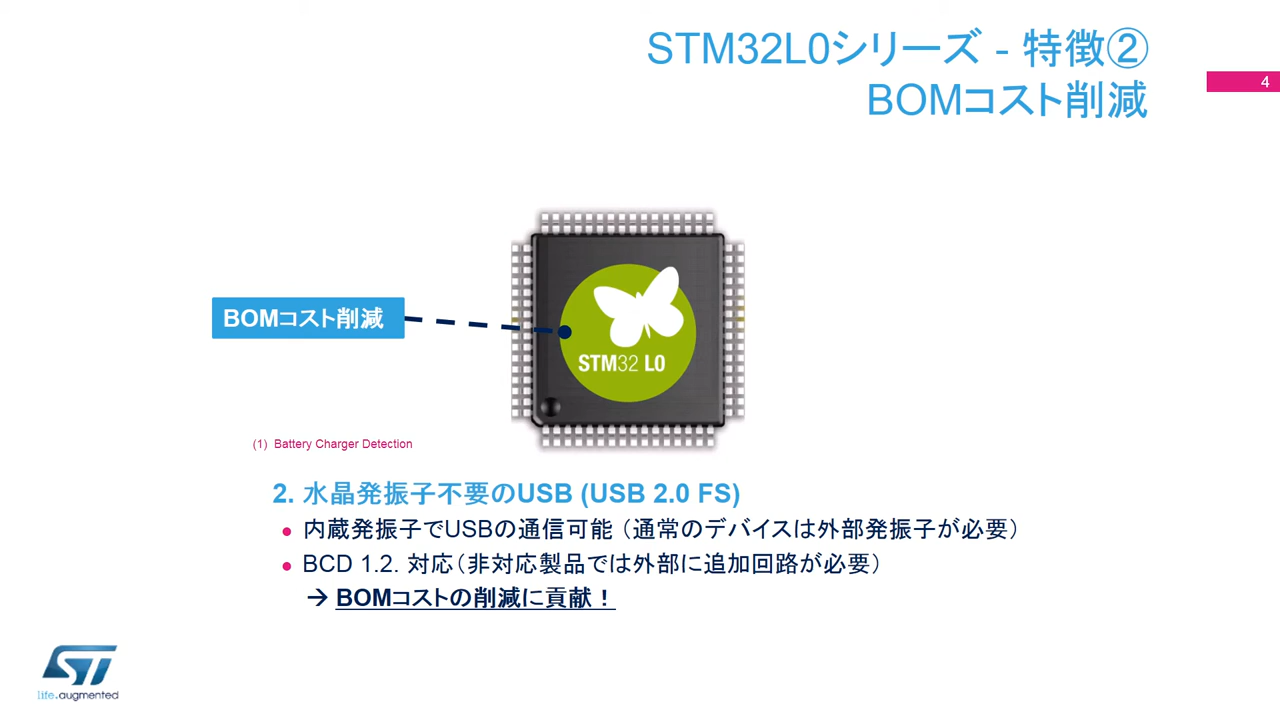 STM32L0シリーズ - 特徴②
BOMコスト削減
4
BOMコスト削減
STM32 L0
(1) Battery Charger Detection
2. 水晶発振子不要のUSB (USB 2.0 FS)
• 内蔵発振子でUSBの通信可能（通常のデバイスは外部発振子が必要）
• BCD 1.2. 対応（非対応製品では外部に追加回路が必要）
→ BOMコストの削減に貢献！
ST
life.augmented